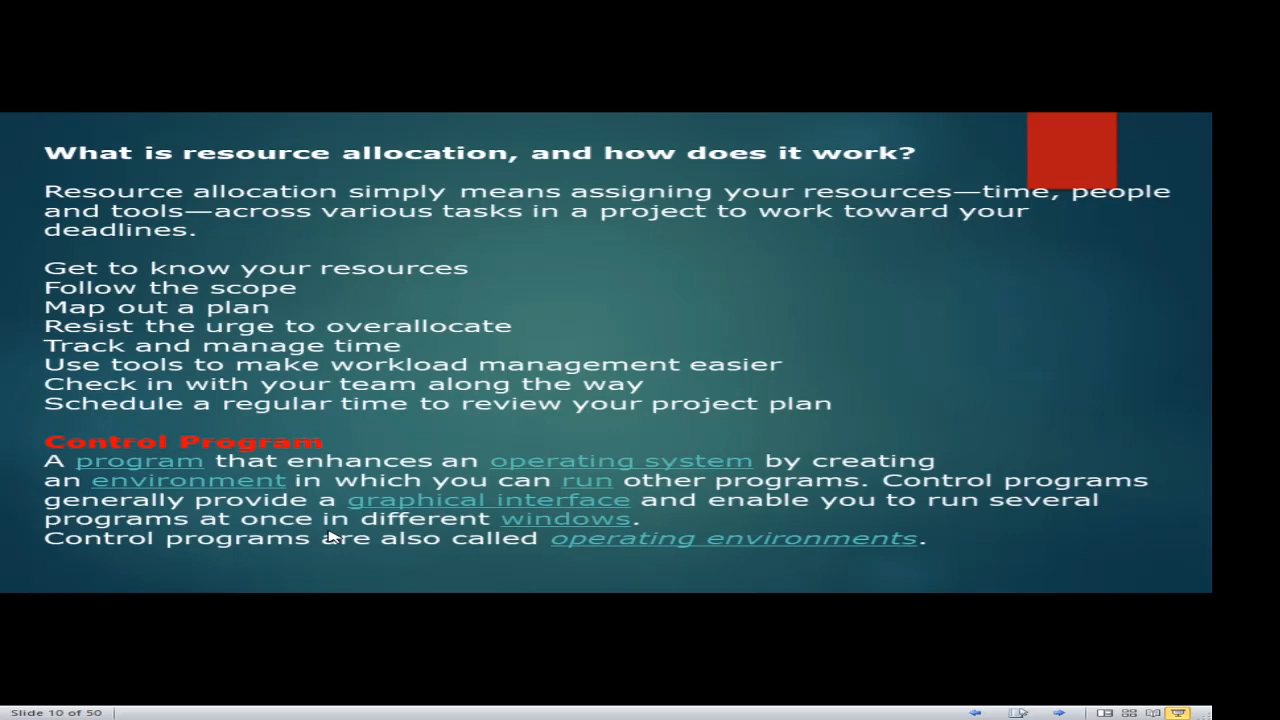 What is resource allocation, and how does it work?
Resource allocation simply means assigning your resources—time, people
and tools—across various tasks in a project to work toward your
deadlines.
Get to know your resources
Follow the scope
Map out a plan
Resist the urge to overallocate
Track and manage time
Use tools to make workload management easier
Check in with your team along the way
Schedule a regular time to review your project plan
Control Program
A program that enhances an operating system by creating
an environment in which you can run other programs. Control programs
generally provide a graphical interface and enable you to run several
programs at once in different windows.
Control programs are also called operating environments.
Slide 10 of 50